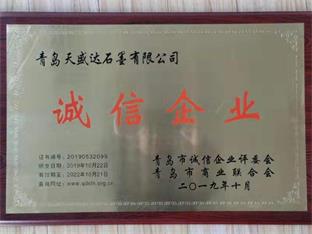 青岛天盛达石墨有限公司
诚信企业
证书编号：20190532099
研发日期：2019年10月22日
有效期至：2022年10月21日
查询网址：www.qdcth.org.cn
青岛市诚信企业评委会
青岛市商业联合会
二〇一九年十月